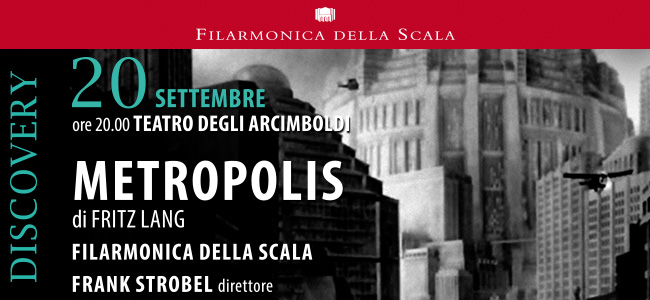 FILARMONICA DELLA SCALA
DISCOVERY
20 SETTEMBRE
ore 20.00 TEATRO DEGLI ARCIMBOLDI
METROPOLIS
di FRITZ LANG
FILARMONICA DELLA SCALA
FRANK STROBEL direttore